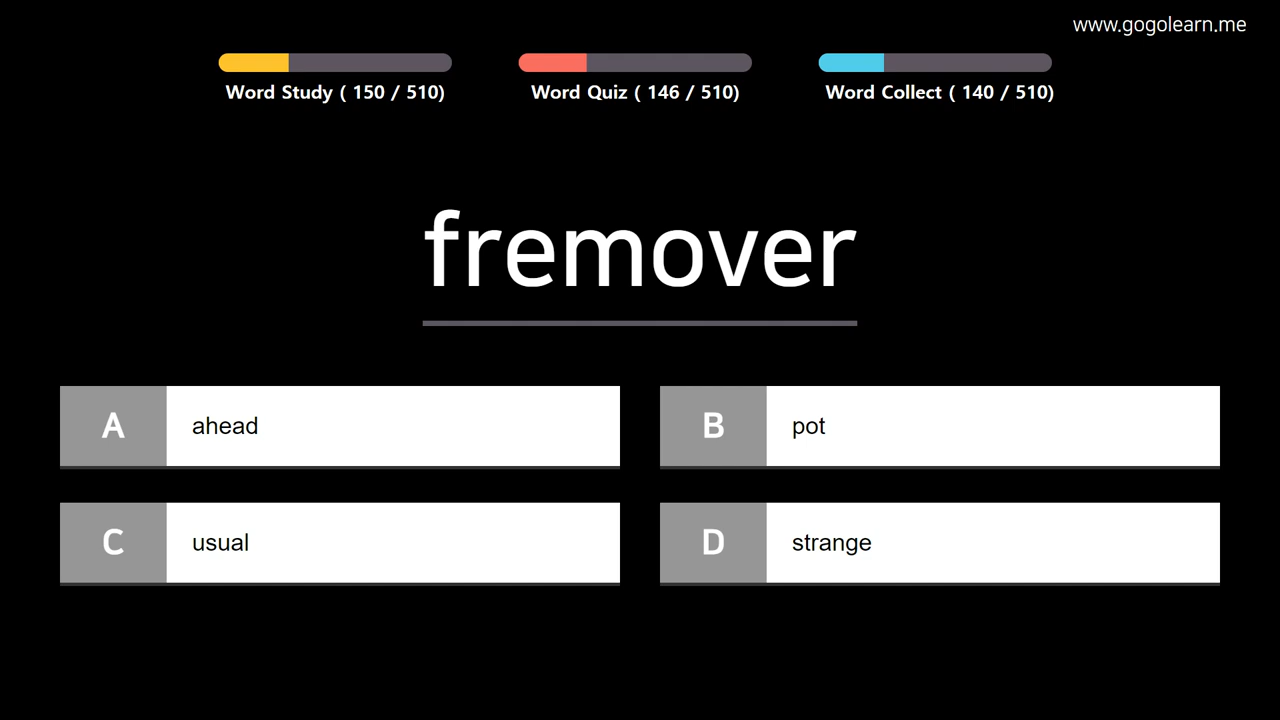 www.gogolearn.me
Word Study ( 150 / 510)
Word Quiz ( 146 / 510)
Word Collect ( 140 / 510)
fremover
A ahead
B pot
C usual
D strange